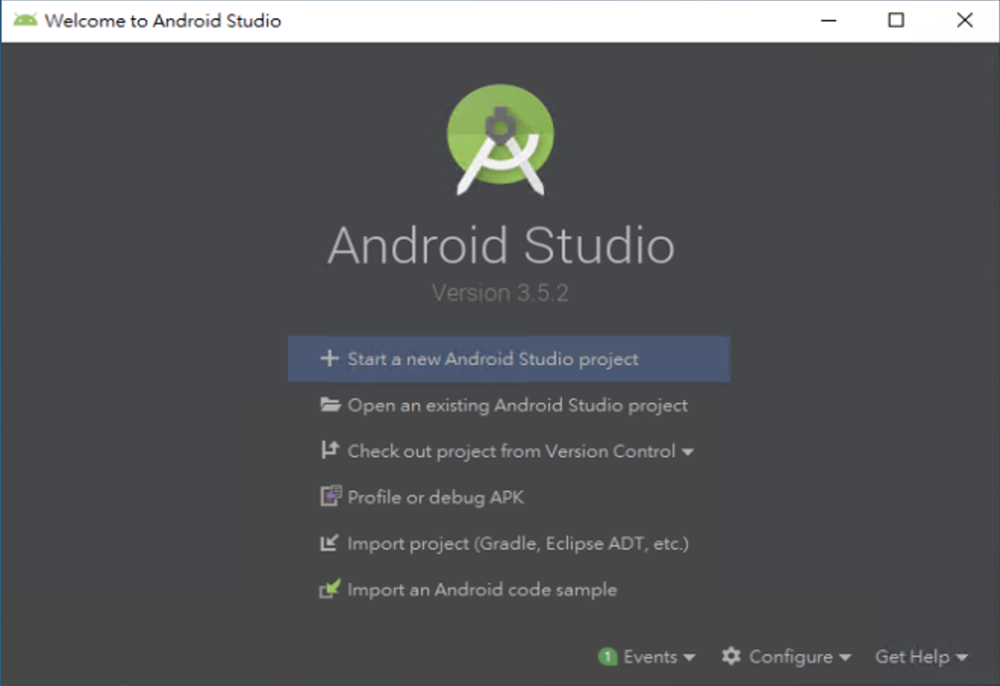 Welcome to Android Studio
Android Studio
Version 3.5.2
Start a new Android Studio project
Open an existing Android Studio project
Check out project from Version Control
Profile or debug APK
Import project (Gradle, Eclipse ADT, etc.)
Import an Android code sample
1 Events Configure Get Help